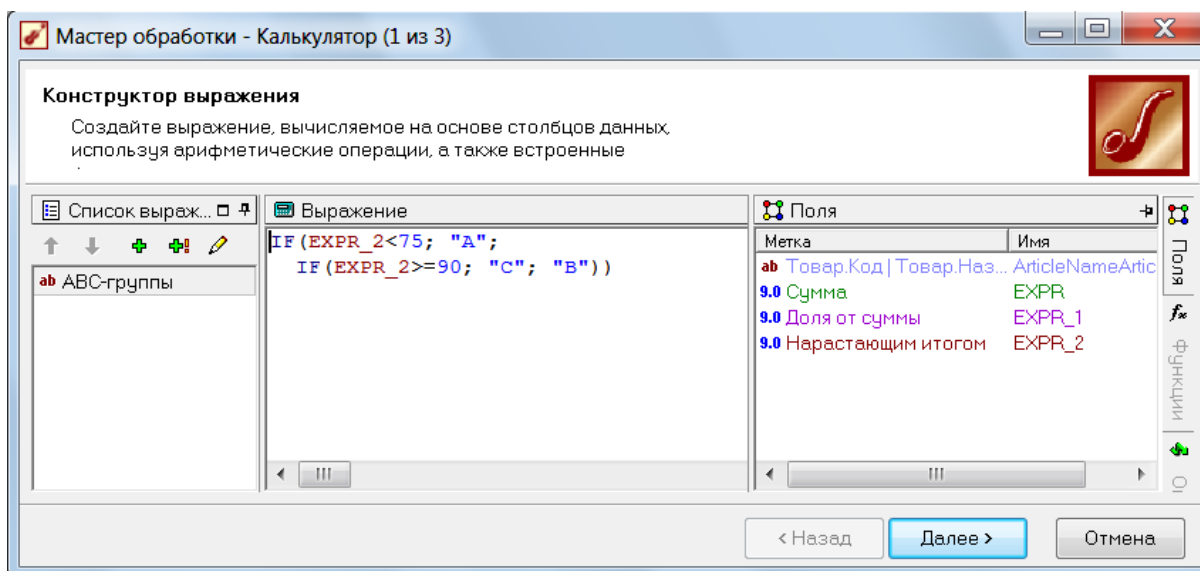 Мастер обработки - Калькулятор (1 из 3)
Конструктор выражения
Создайте выражение, вычисляемое на основе столбцов данных,
используя арифметические операции, а также встроенные
Список выраж...
Выражение
Поля
ab ABC-группы
IF(EXPR_2<75; "A";
IF(EXPR_2>=90; "C"; "B"))
Метка Имя
ab Товар.Код | Товар.Наз... ArticleNameArtic
9.0 Сумма EXPR
9.0 Доля от суммы EXPR_1
9.0 Нарастающим итогом EXPR_2
Поля
fx Функции
< Назад
Далее >
Отмена